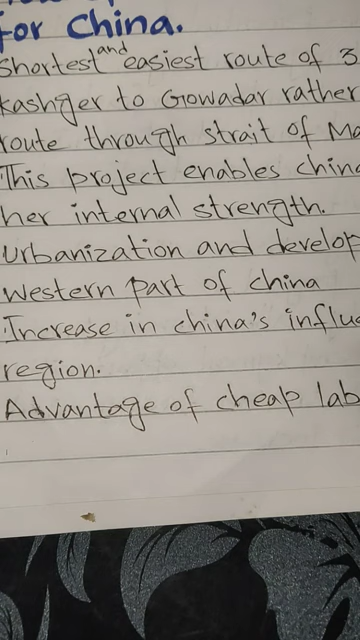 for China.
Shortest and easiest route of 3
Kashger to Gowadar rather
route through strait of Ma
This project enables china
her internal strength.
Urbanization and develop
Western part of china
Increase in china's influ
region.
Advantage of cheap lab